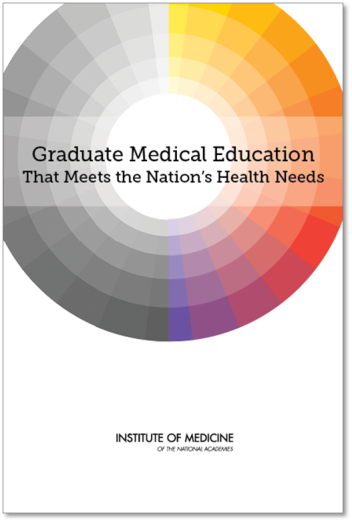 Graduate Medical Education
That Meets the Nation's Health Needs
INSTITUTE OF MEDICINE
OF THE NATIONAL ACADEMIES